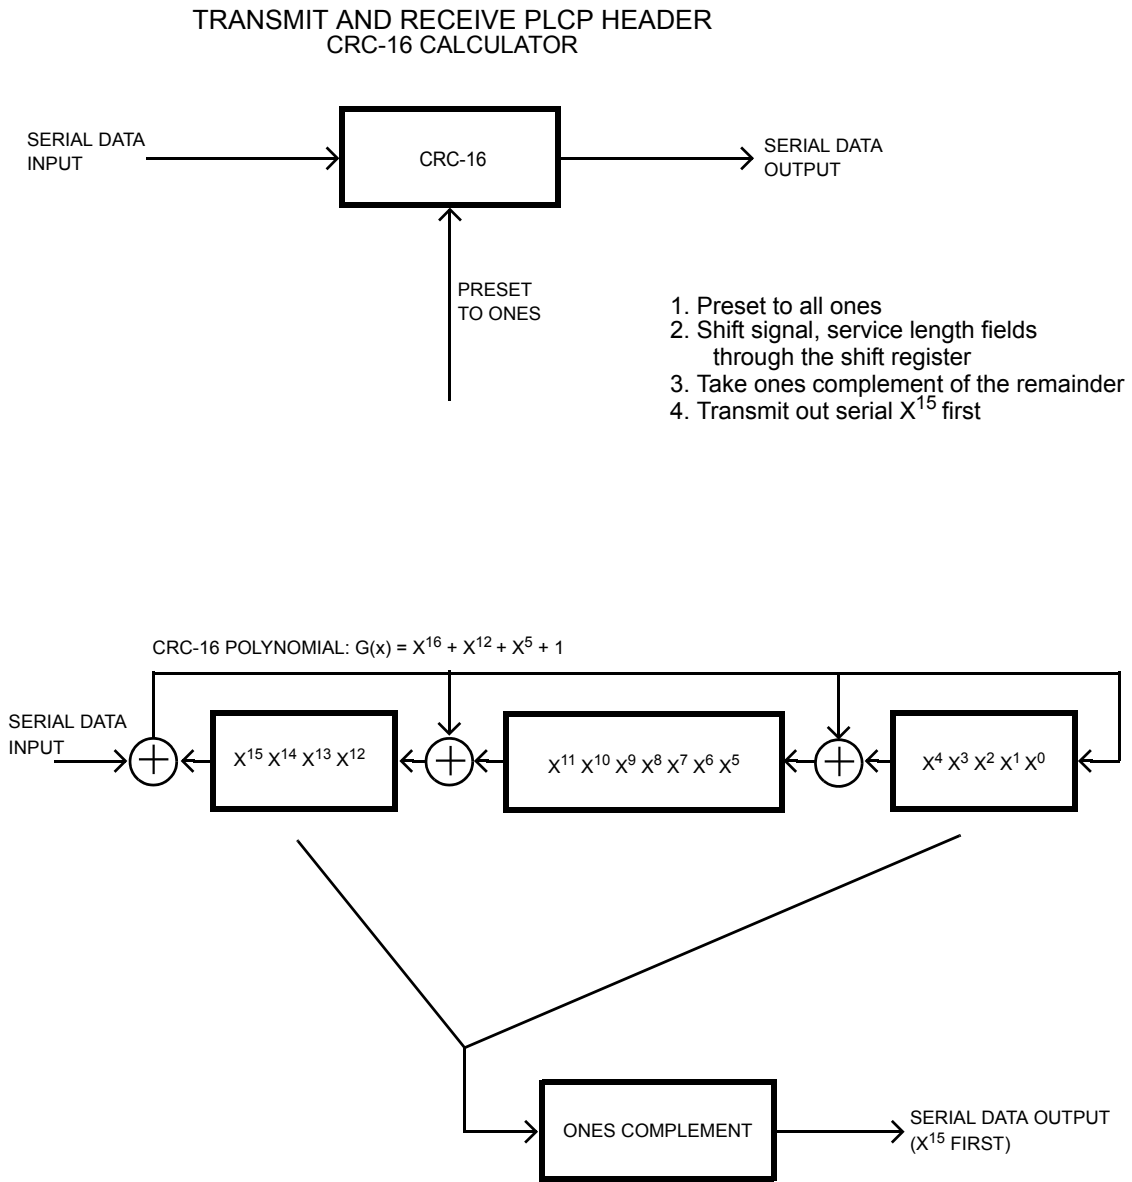 TRANSMIT AND RECEIVE PLCP HEADER
CRC-16 CALCULATOR
SERIAL DATA
INPUT
CRC-16
SERIAL DATA
OUTPUT
PRESET
TO ONES
1. Preset to all ones
2. Shift signal, service length fields
through the shift register
3. Take ones complement of the remainder
4. Transmit out serial X¹⁵ first
CRC-16 POLYNOMIAL: G(x) = X¹⁶ + X¹² + X⁵ + 1
SERIAL DATA
INPUT
X¹⁵ X¹⁴ X¹³ X¹²
X¹¹ X¹⁰ X⁹ X⁸ X⁷ X⁶ X⁵
X⁴ X³ X² X¹ X⁰
ONES COMPLEMENT
SERIAL DATA OUTPUT
(X¹⁵ FIRST)